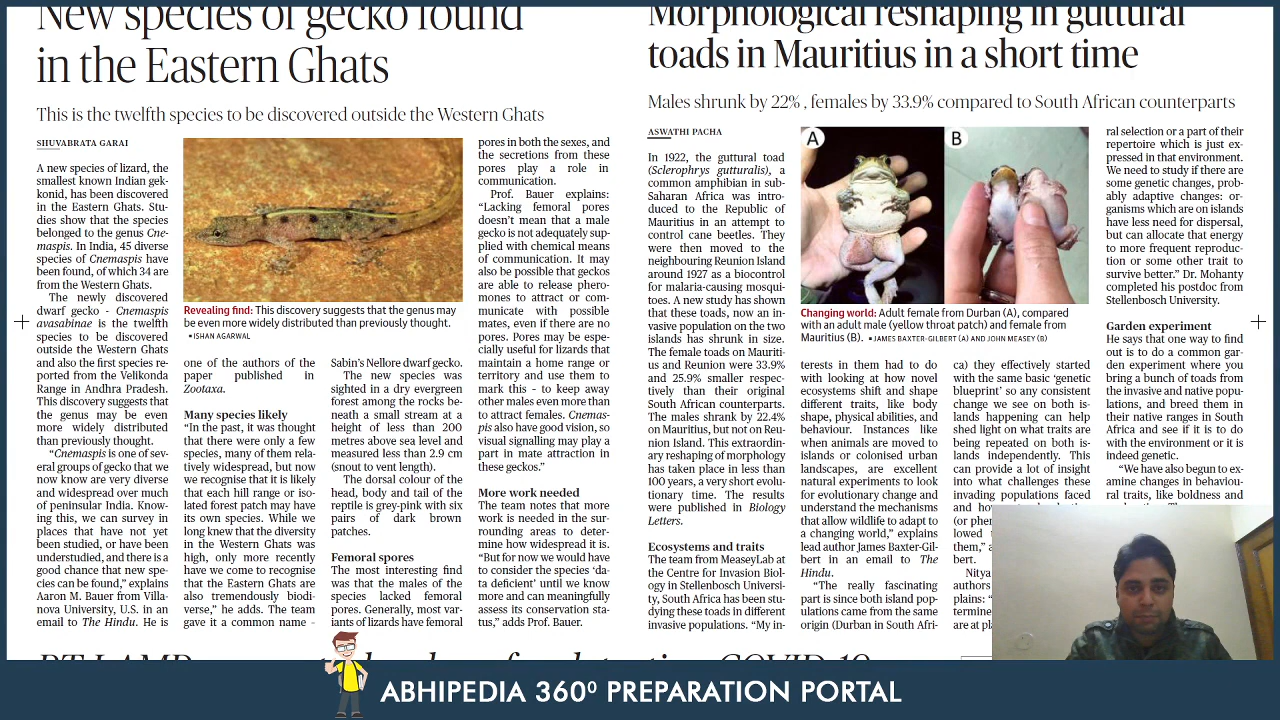 New species of gecko found
in the Eastern Ghats
This is the twelfth species to be discovered outside the Western Ghats
SHUVABRATA GARAI
A new species of lizard, the
smallest known Indian gek-
konid, has been discovered
in the Eastern Ghats. Stu-
dies show that the species
belonged to the genus Cne-
maspis. In India, 45 diverse
species of Cnemaspis have
been found, of which 34 are
from the Western Ghats.
The newly discovered
dwarf gecko - Cnemaspis
avasabinae is the twelfth
species to be discovered
outside the Western Ghats
and also the first species re-
ported from the Velikonda
Range in Andhra Pradesh.
This discovery suggests that
the genus may be even
more widely distributed
than previously thought.
“Cnemaspis is one of sev-
eral groups of gecko that we
now know are very diverse
and widespread over much
of peninsular India. Know-
ing this, we can survey in
places that have not yet
been studied, or have been
understudied, and there is a
good chance that new spe-
cies can be found,” explains
Aaron M. Bauer from Villa-
nova University, U.S. in an
email to The Hindu. He is
Revealing find: This discovery suggests that the genus may
be even more widely distributed than previously thought.
▪ ISHAN AGARWAL
one of the authors of the
paper published in
Zootaxa.
Many species likely
“In the past, it was thought
that there were only a few
species, many of them rela-
tively widespread, but now
we recognise that it is likely
that each hill range or iso-
lated forest patch may have
its own species. While we
long knew that the diversity
in the Western Ghats was
high, only more recently
have we come to recognise
that the Eastern Ghats are
also tremendously biodi-
verse,” he adds. The team
gave it a common name -
Sabin’s Nellore dwarf gecko.
The new species was
sighted in a dry evergreen
forest among the rocks be-
neath a small stream at a
height of less than 200
metres above sea level and
measured less than 2.9 cm
(snout to vent length).
The dorsal colour of the
head, body and tail of the
reptile is grey-pink with six
pairs of dark brown
patches.
Femoral spores
The most interesting find
was that the males of the
species lacked femoral
pores. Generally, most var-
iants of lizards have femoral
pores in both the sexes, and
the secretions from these
pores play a role in
communication.
Prof. Bauer explains:
“Lacking femoral pores
doesn’t mean that a male
gecko is not adequately sup-
plied with chemical means
of communication. It may
also be possible that geckos
are able to release phero-
mones to attract or com-
municate with possible
mates, even if there are no
pores. Pores may be espe-
cially useful for lizards that
maintain a home range or
territory and use them to
mark this - to keep away
other males even more than
to attract females. Cnemas-
pis also have good vision, so
visual signalling may play a
part in mate attraction in
these geckos.”
More work needed
The team notes that more
work is needed in the sur-
rounding areas to deter-
mine how widespread it is.
“But for now we would have
to consider the species ‘da-
ta deficient’ until we know
more and can meaningfully
assess its conservation sta-
tus,” adds Prof. Bauer.
Morphological reshaping in guttural
toads in Mauritius in a short time
Males shrunk by 22% , females by 33.9% compared to South African counterparts
ASWATHI PACHA
In 1922, the guttural toad
(Sclerophrys gutturalis), a
common amphibian in sub-
Saharan Africa was intro-
duced to the Republic of
Mauritius in an attempt to
control cane beetles. They
were then moved to the
neighbouring Reunion Island
around 1927 as a biocontrol
for malaria-causing mosqui-
toes. A new study has shown
that these toads, now an in-
vasive population on the two
islands has shrunk in size.
The female toads on Mauriti-
us and Reunion were 33.9%
and 25.9% smaller respec-
tively than their original
South African counterparts.
The males shrunk by 22.4%
on Mauritius, but not on Reu-
nion Island. This extraordin-
ary reshaping of morphology
has taken place in less than
100 years, a very short evolu-
tionary time. The results
were published in Biology
Letters.
Ecosystems and traits
The team from MeaseyLab at
the Centre for Invasion Biol-
ogy in Stellenbosch Universi-
ty, South Africa has been stu-
dying these toads in different
invasive populations. “My in-
A
B
Changing world: Adult female from Durban (A), compared
with an adult male (yellow throat patch) and female from
Mauritius (B). ▪ JAMES BAXTER-GILBERT (A) AND JOHN MEASEY (B)
terests in them had to do
with looking at how novel
ecosystems shift and shape
different traits, like body
shape, physical abilities, and
behaviour. Instances like
when animals are moved to
islands or colonised urban
landscapes, are excellent
natural experiments to look
for evolutionary change and
understand the mechanisms
that allow wildlife to adapt to
a changing world,” explains
lead author James Baxter-Gil-
bert in an email to The
Hindu.
“The really fascinating
part is since both island pop-
ulations came from the same
origin (Durban in South Afri-
ca) they effectively started
with the same basic ‘genetic
blueprint’ so any consistent
change we see on both is-
lands happening can help
shed light on what traits are
being repeated on both is-
lands independently. This
can provide a lot of insight
into what challenges these
invading populations faced
and how
(or phen
lowed
them,” a
bert.
Nitya
authors
plains: “
termine
are at pl
ral selection or a part of their
repertoire which is just ex-
pressed in that environment.
We need to study if there are
some genetic changes, prob-
ably adaptive changes: or-
ganisms which are on islands
have less need for dispersal,
but can allocate that energy
to more frequent reproduc-
tion or some other trait to
survive better.” Dr. Mohanty
completed his postdoc from
Stellenbosch University.
Garden experiment
He says that one way to find
out is to do a common gar-
den experiment where you
bring a bunch of toads from
the invasive and native popu-
lations, and breed them in
their native ranges in South
Africa and see if it is to do
with the environment or it is
indeed genetic.
“We have also begun to ex-
amine changes in behaviou-
ral traits, like boldness and
ABHIPEDIA 360⁰ PREPARATION PORTAL